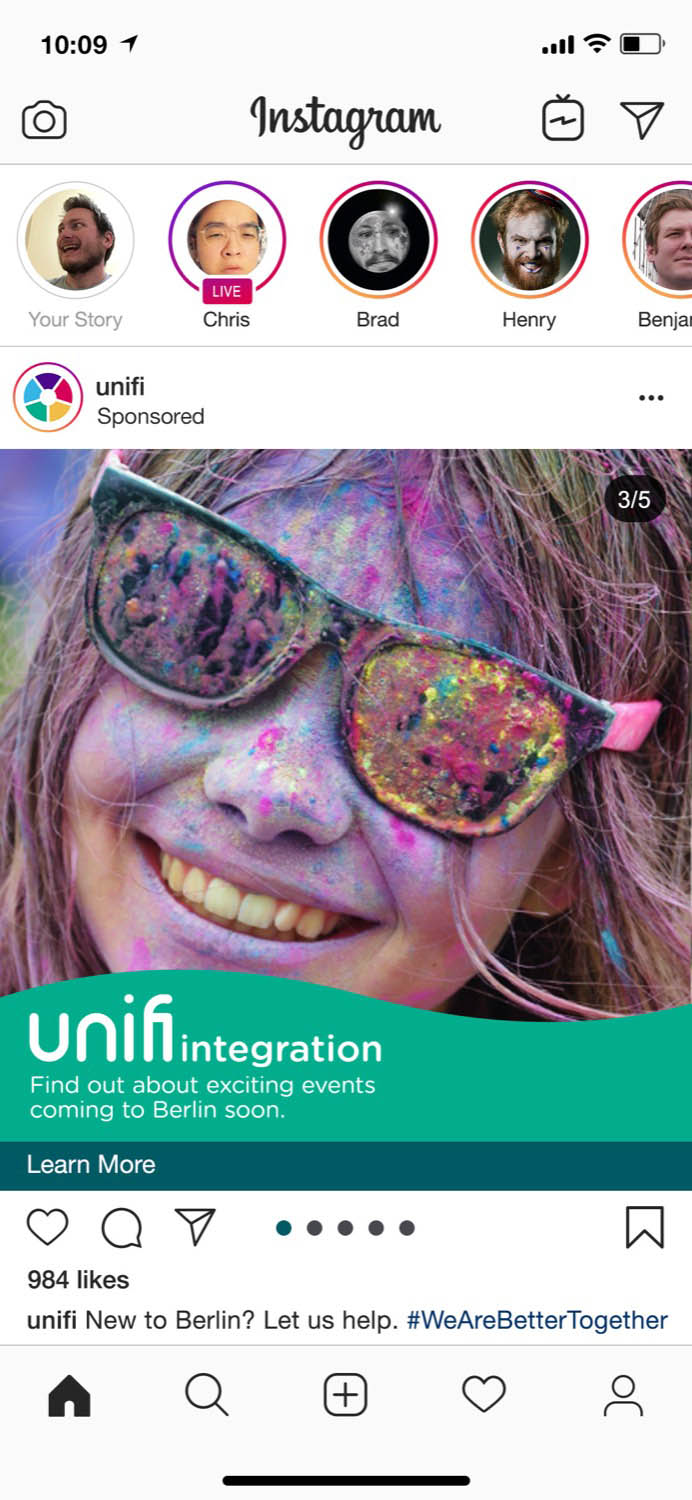 10:09
Instagram
LIVE
Your Story
Chris
Brad
Henry
Benjar
unifi
Sponsored
3/5
unifi integration
Find out about exciting events
coming to Berlin soon.
Learn More
984 likes
unifi New to Berlin? Let us help. #WeAreBetterTogether